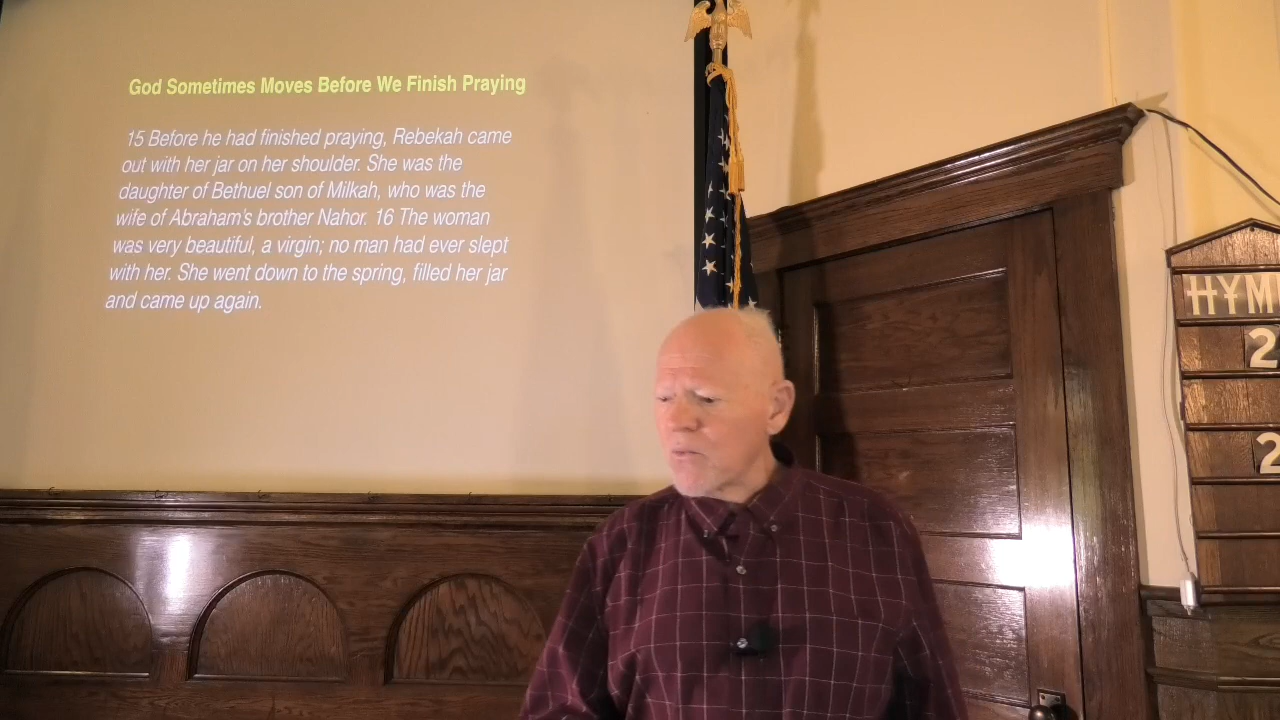 God Sometimes Moves Before We Finish Praying
15 Before he had finished praying, Rebekah came
out with her jar on her shoulder. She was the
daughter of Bethuel son of Milkah, who was the
wife of Abraham's brother Nahor. 16 The woman
was very beautiful, a virgin; no man had ever slept
with her. She went down to the spring, filled her jar
and came up again.
HYM
2
2